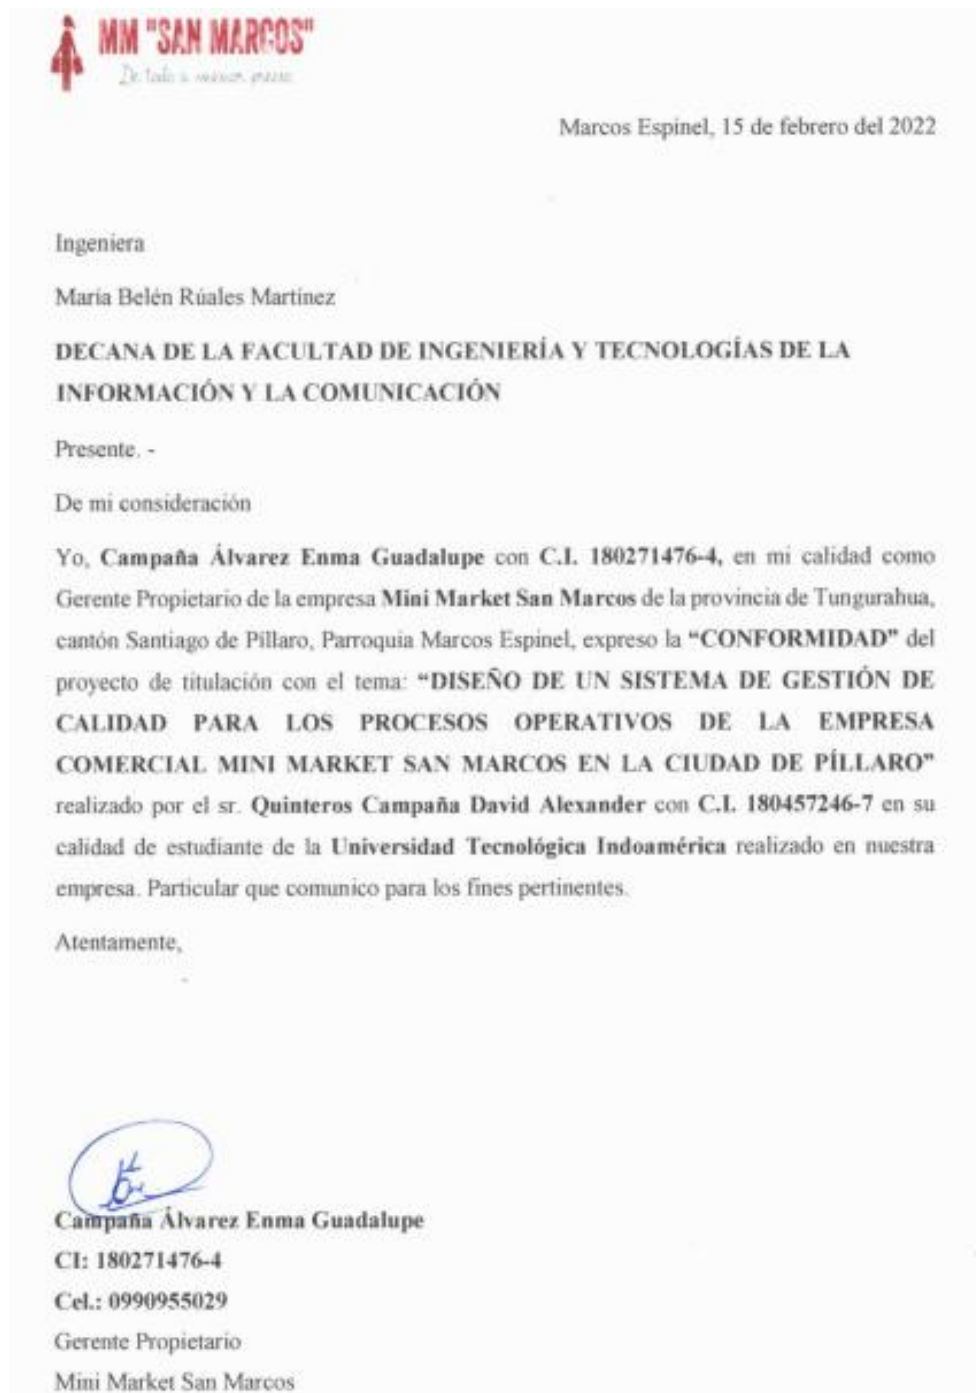 MM "SAN MARCOS"
De todo a menor precio
Marcos Espinel, 15 de febrero del 2022
Ingeniera
María Belén Rúales Martínez
DECANA DE LA FACULTAD DE INGENIERÍA Y TECNOLOGÍAS DE LA
INFORMACIÓN Y LA COMUNICACIÓN
Presente. -
De mi consideración
Yo, Campaña Álvarez Enma Guadalupe con C.I. 180271476-4, en mi calidad como
Gerente Propietario de la empresa Mini Market San Marcos de la provincia de Tungurahua,
cantón Santiago de Píllaro, Parroquia Marcos Espinel, expreso la “CONFORMIDAD” del
proyecto de titulación con el tema: “DISEÑO DE UN SISTEMA DE GESTIÓN DE
CALIDAD PARA LOS PROCESOS OPERATIVOS DE LA EMPRESA
COMERCIAL MINI MARKET SAN MARCOS EN LA CIUDAD DE PÍLLARO”
realizado por el sr. Quinteros Campaña David Alexander con C.I. 180457246-7 en su
calidad de estudiante de la Universidad Tecnológica Indoamérica realizado en nuestra
empresa. Particular que comunico para los fines pertinentes.
Atentamente,
Campaña Álvarez Enma Guadalupe
CI: 180271476-4
Cel.: 0990955029
Gerente Propietario
Mini Market San Marcos